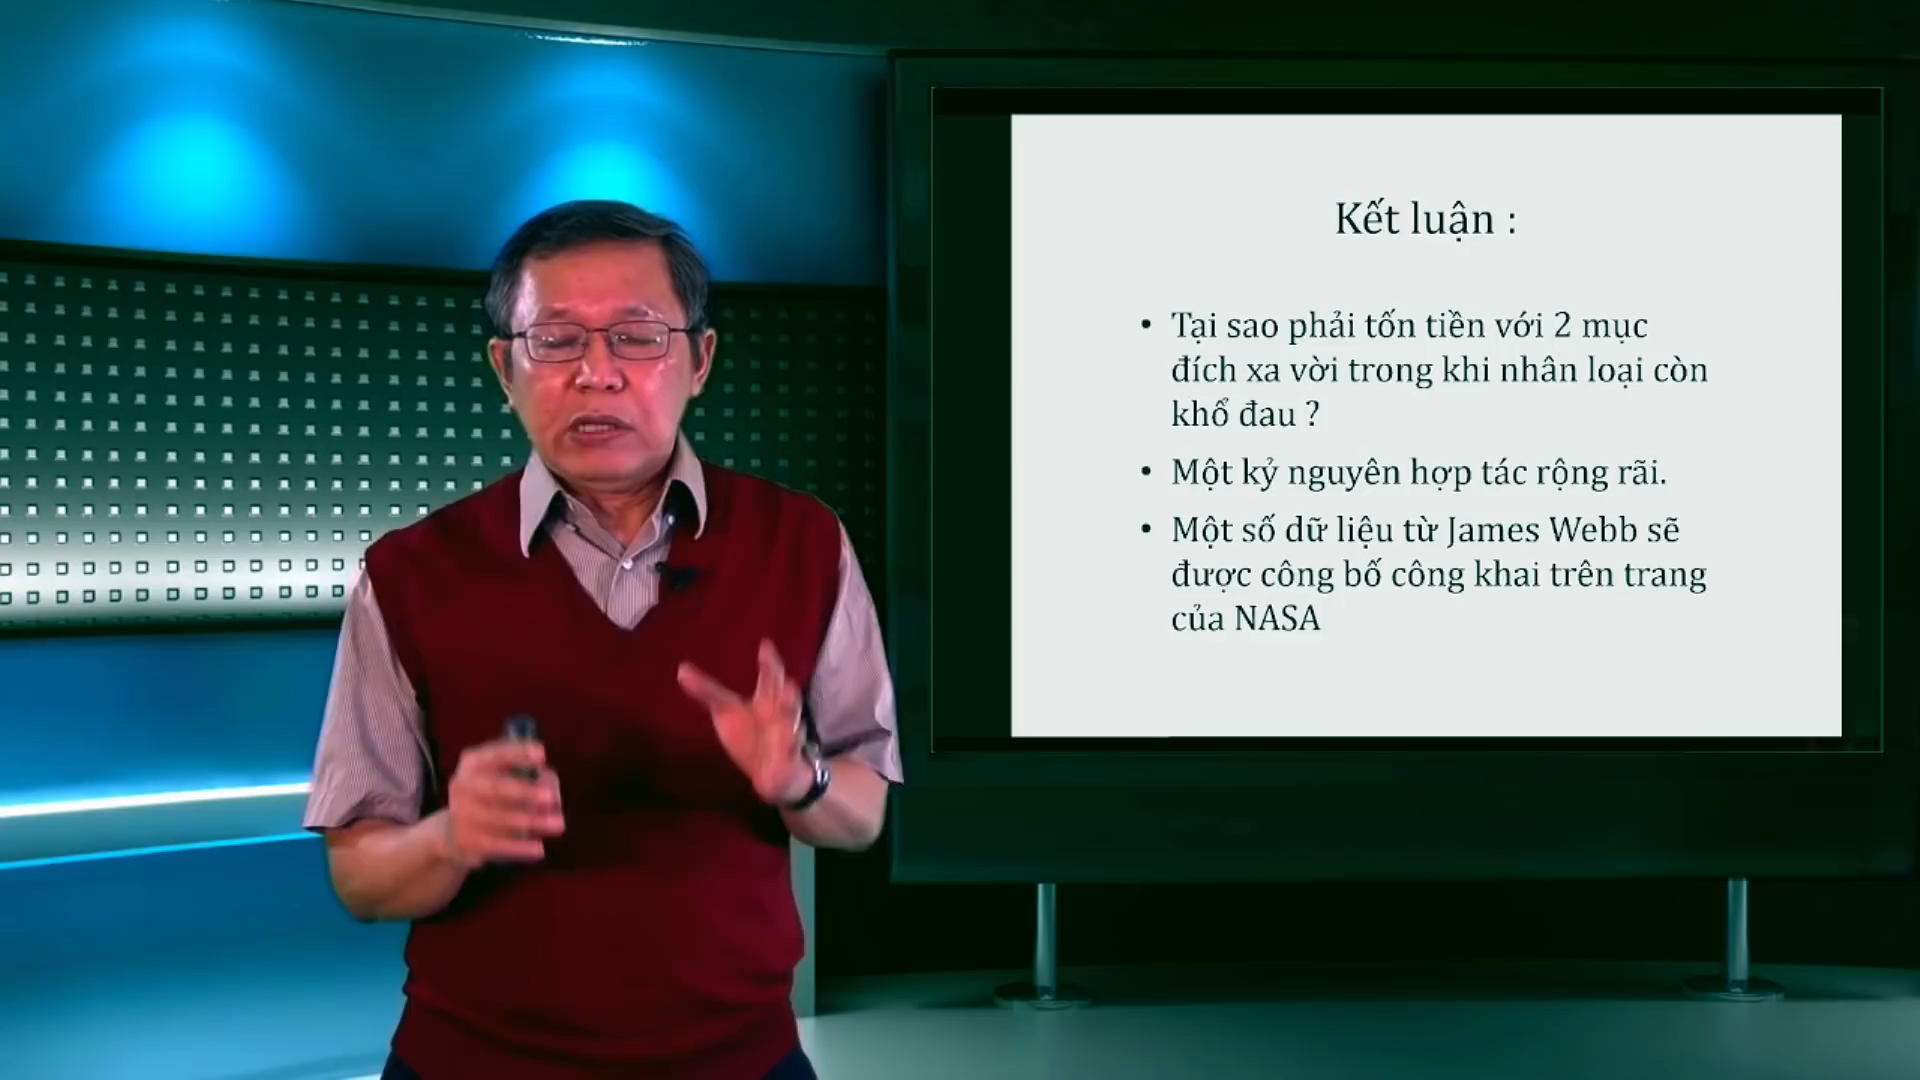 Kết luận :
• Tại sao phải tốn tiền với 2 mục
đích xa vời trong khi nhân loại còn
khổ đau ?
• Một kỷ nguyên hợp tác rộng rãi.
• Một số dữ liệu từ James Webb sẽ
được công bố công khai trên trang
của NASA